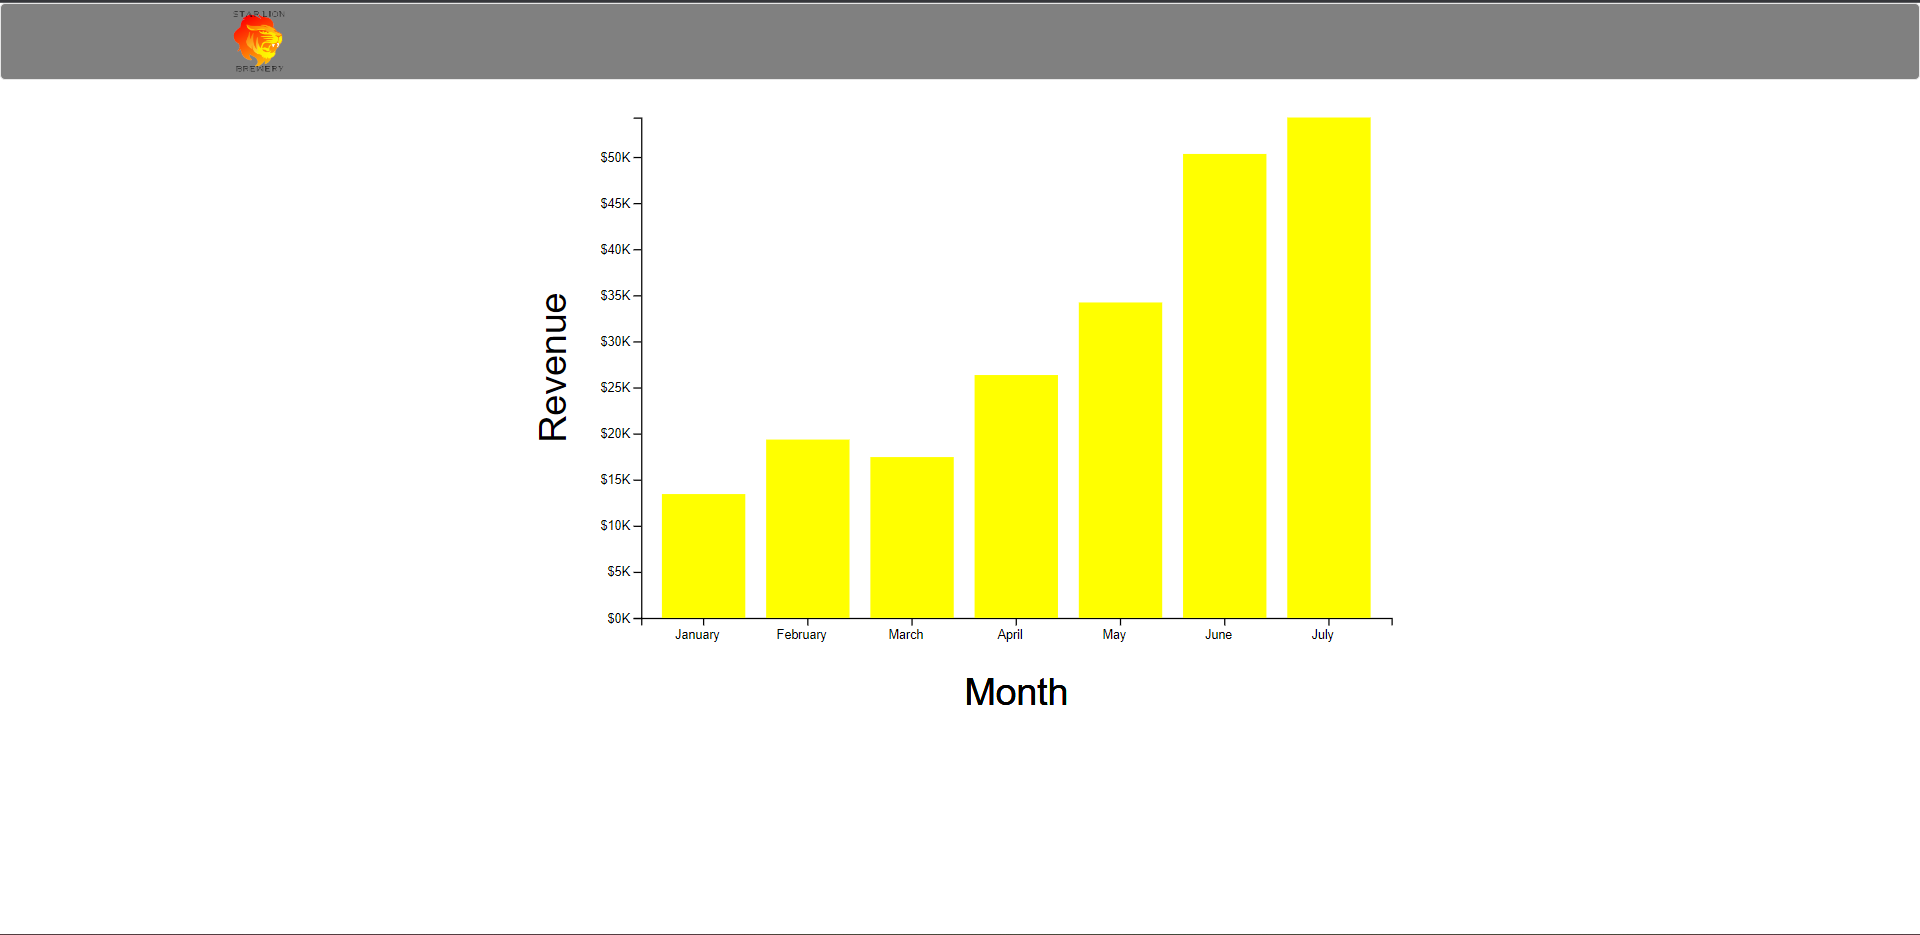 STAR LION
BREWERY
$50K
$45K
$40K
$35K
$30K
$25K
$20K
$15K
$10K
$5K
$0K
Revenue
January February March April May June July
Month